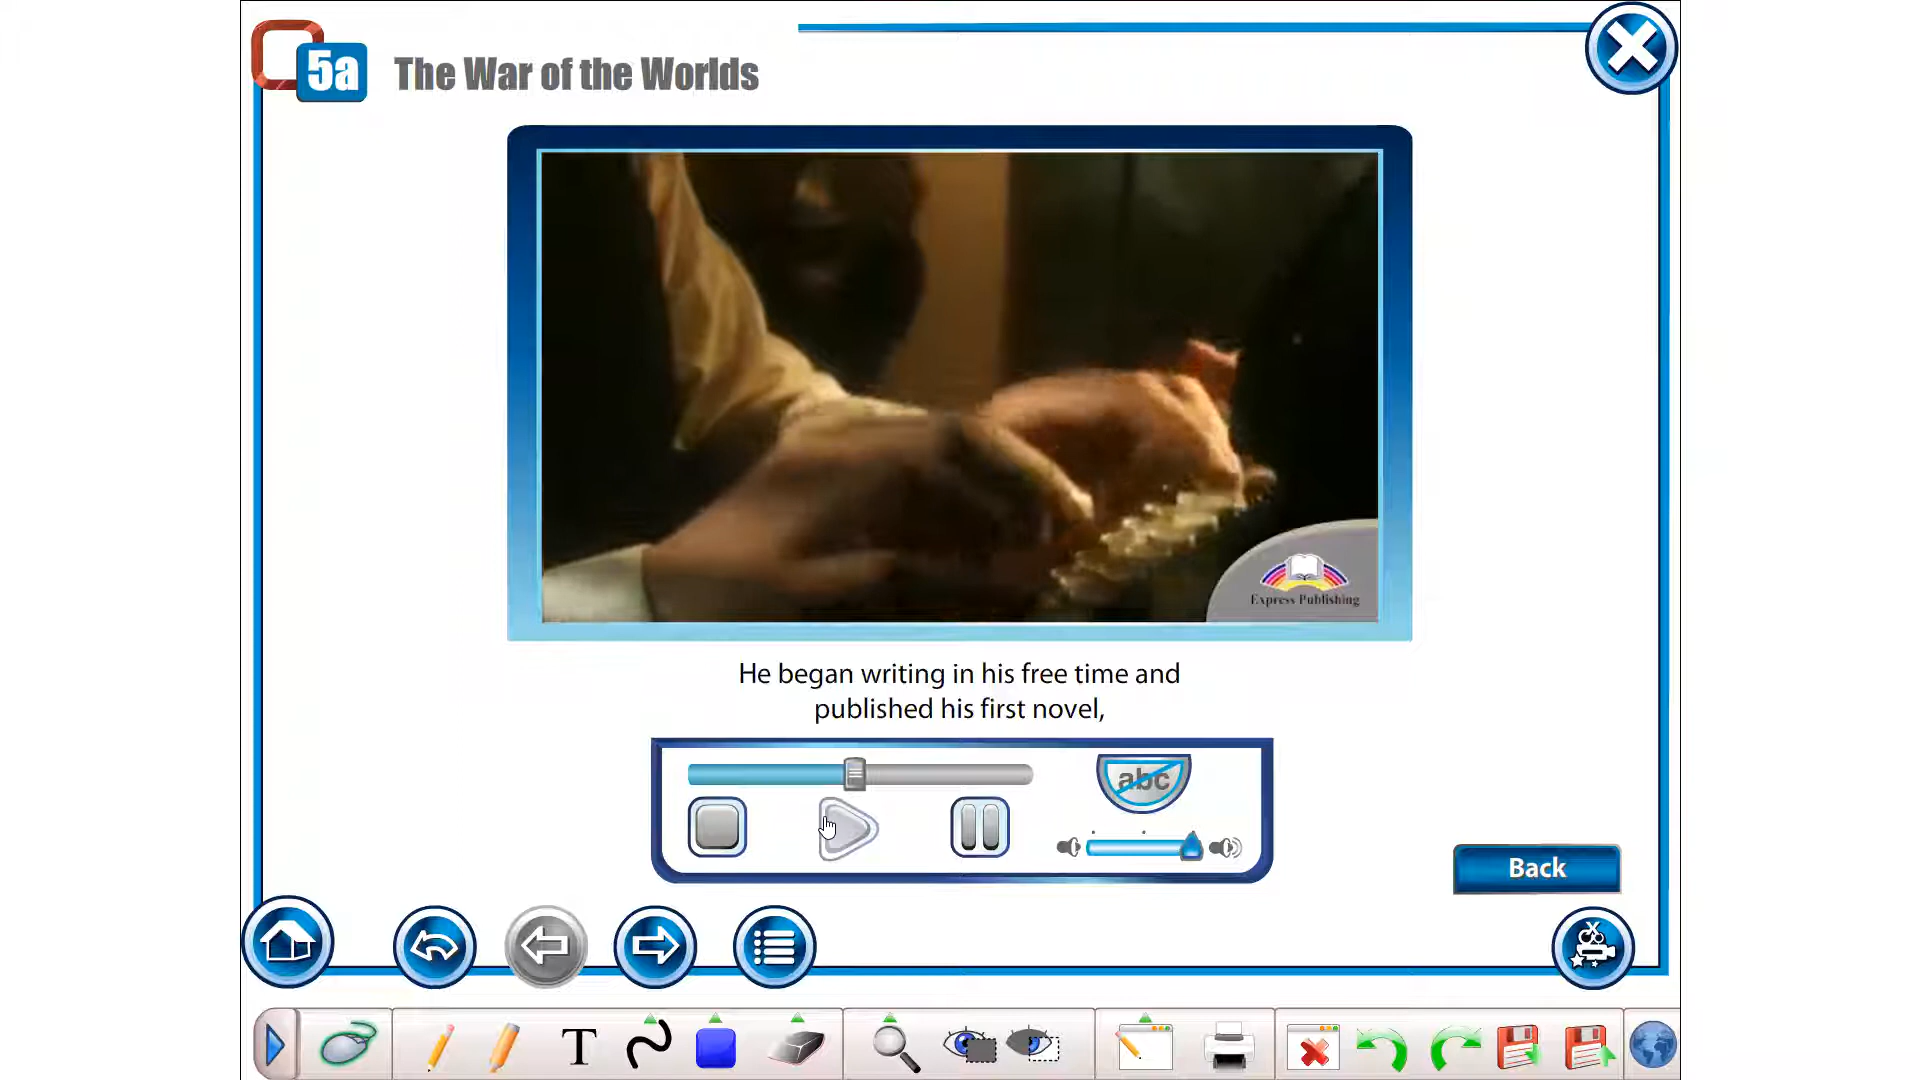 5a
The War of the Worlds
Express Publishing
He began writing in his free time and
published his first novel,
abc
Back
T